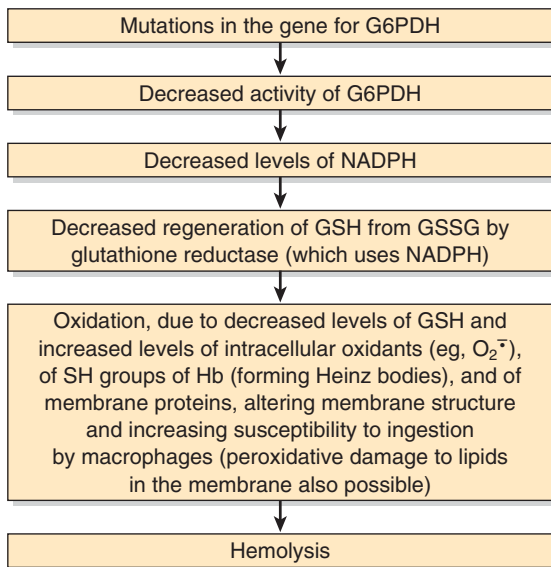 Mutations in the gene for G6PDH
Decreased activity of G6PDH
Decreased levels of NADPH
Decreased regeneration of GSH from GSSG by
glutathione reductase (which uses NADPH)
Oxidation, due to decreased levels of GSH and
increased levels of intracellular oxidants (eg, O₂•̅),
of SH groups of Hb (forming Heinz bodies), and of
membrane proteins, altering membrane structure
and increasing susceptibility to ingestion
by macrophages (peroxidative damage to lipids
in the membrane also possible)
Hemolysis